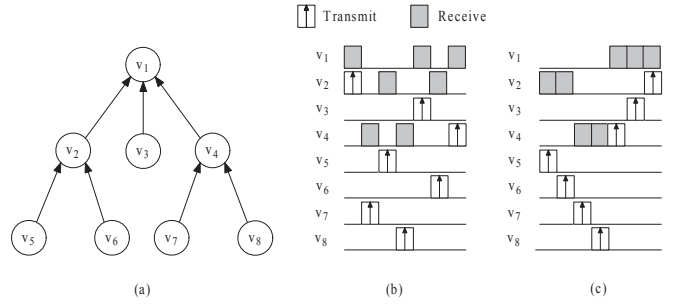 Transmit Receive
v1
v2 v3 v4
v5 v6 v7 v8
(a)
v1
v2
v3
v4
v5
v6
v7
v8
(b)
v1
v2
v3
v4
v5
v6
v7
v8
(c)